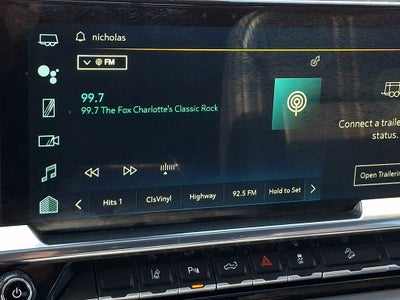 nicholas
FM
99.7
99.7 The Fox Charlotte's Classic Rock
Connect a traile
status.
Open Trailerin
Hits 1
ClsVinyl
Highway
92.5 FM
Hold to Set